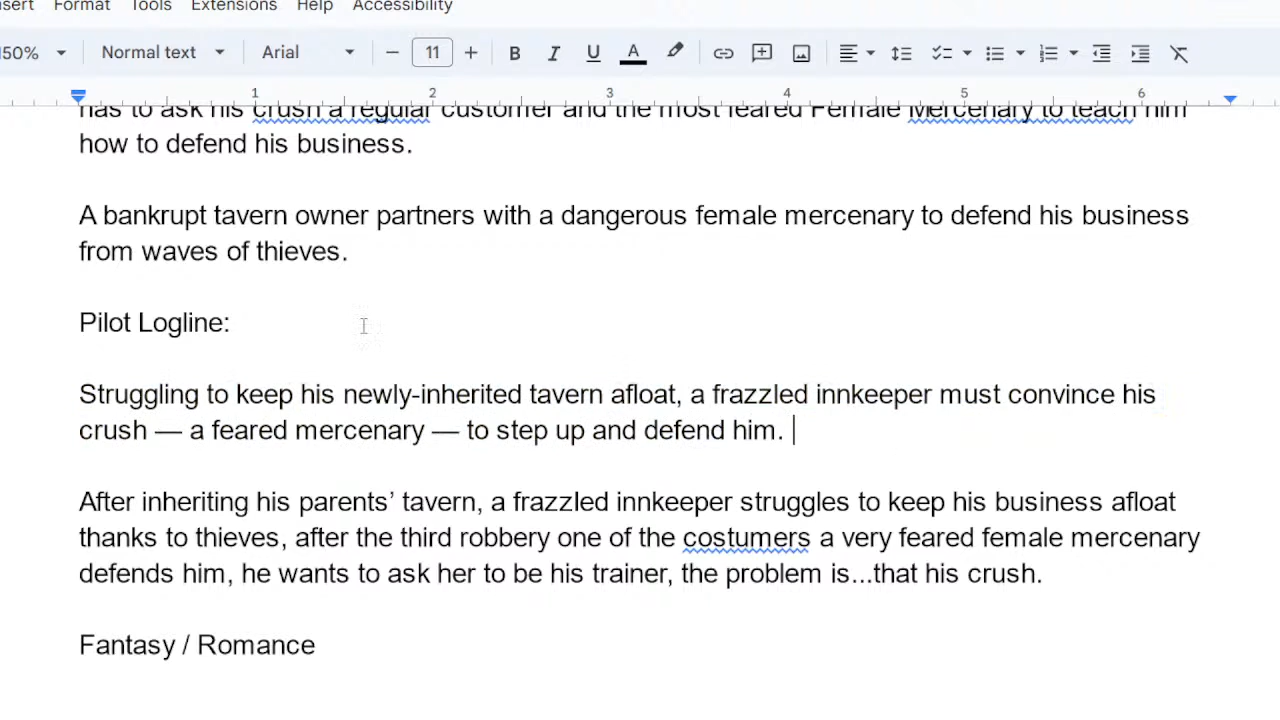 nsert Format Tools Extensions Help Accessibility
150% Normal text Arial 11 B I U A
1 2 3 4 5 6
has to ask his crush a regular customer and the most feared Female Mercenary to teach him
how to defend his business.
A bankrupt tavern owner partners with a dangerous female mercenary to defend his business
from waves of thieves.
Pilot Logline:
Struggling to keep his newly-inherited tavern afloat, a frazzled innkeeper must convince his
crush — a feared mercenary — to step up and defend him.
After inheriting his parents’ tavern, a frazzled innkeeper struggles to keep his business afloat
thanks to thieves, after the third robbery one of the costumers a very feared female mercenary
defends him, he wants to ask her to be his trainer, the problem is...that his crush.
Fantasy / Romance